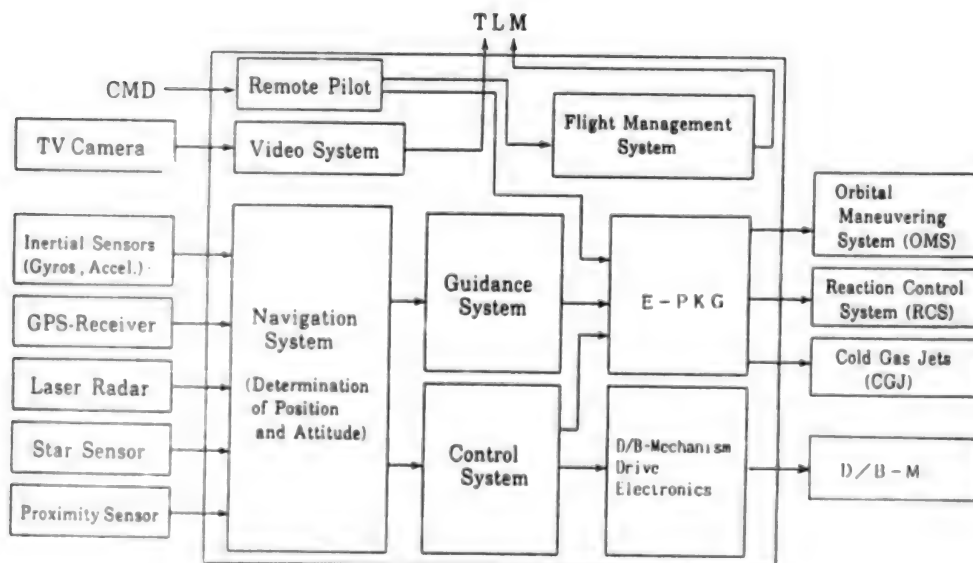 TLM
CMD
Remote Pilot
TV Camera
Video System
Flight Management
System
Inertial Sensors
(Gyros, Accel.)
GPS-Receiver
Laser Radar
Star Sensor
Proximity Sensor
Navigation
System
(Determination
of Position
and Attitude)
Guidance
System
Control
System
E-PKG
D/B-Mechanism
Drive
Electronics
Orbital
Maneuvering
System (OMS)
Reaction Control
System (RCS)
Cold Gas Jets
(CGJ)
D/B-M